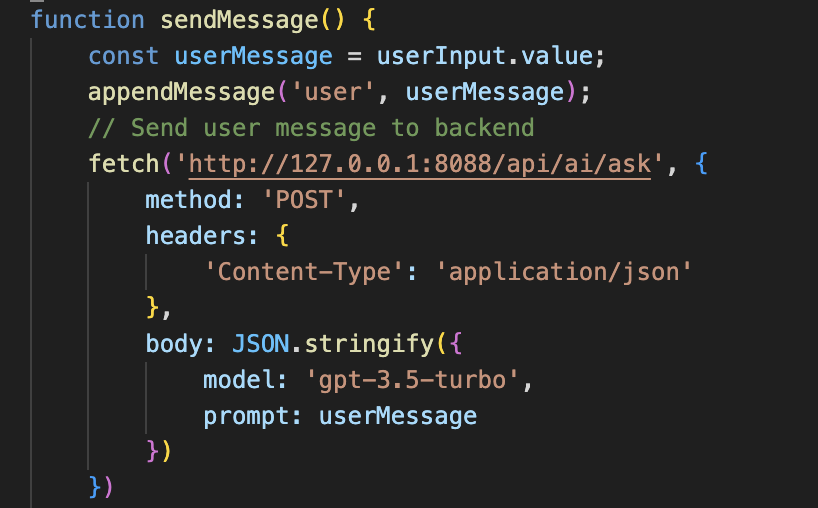 function sendMessage() {
    const userMessage = userInput.value;
    appendMessage('user', userMessage);
    // Send user message to backend
    fetch('http://127.0.0.1:8088/api/ai/ask', {
        method: 'POST',
        headers: {
            'Content-Type': 'application/json'
        },
        body: JSON.stringify({
            model: 'gpt-3.5-turbo',
            prompt: userMessage
        })
    })